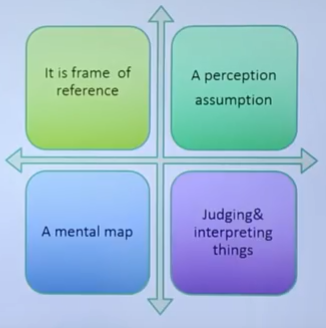 It is frame of
reference
A perception
assumption
A mental map
Judging&
interpreting
things